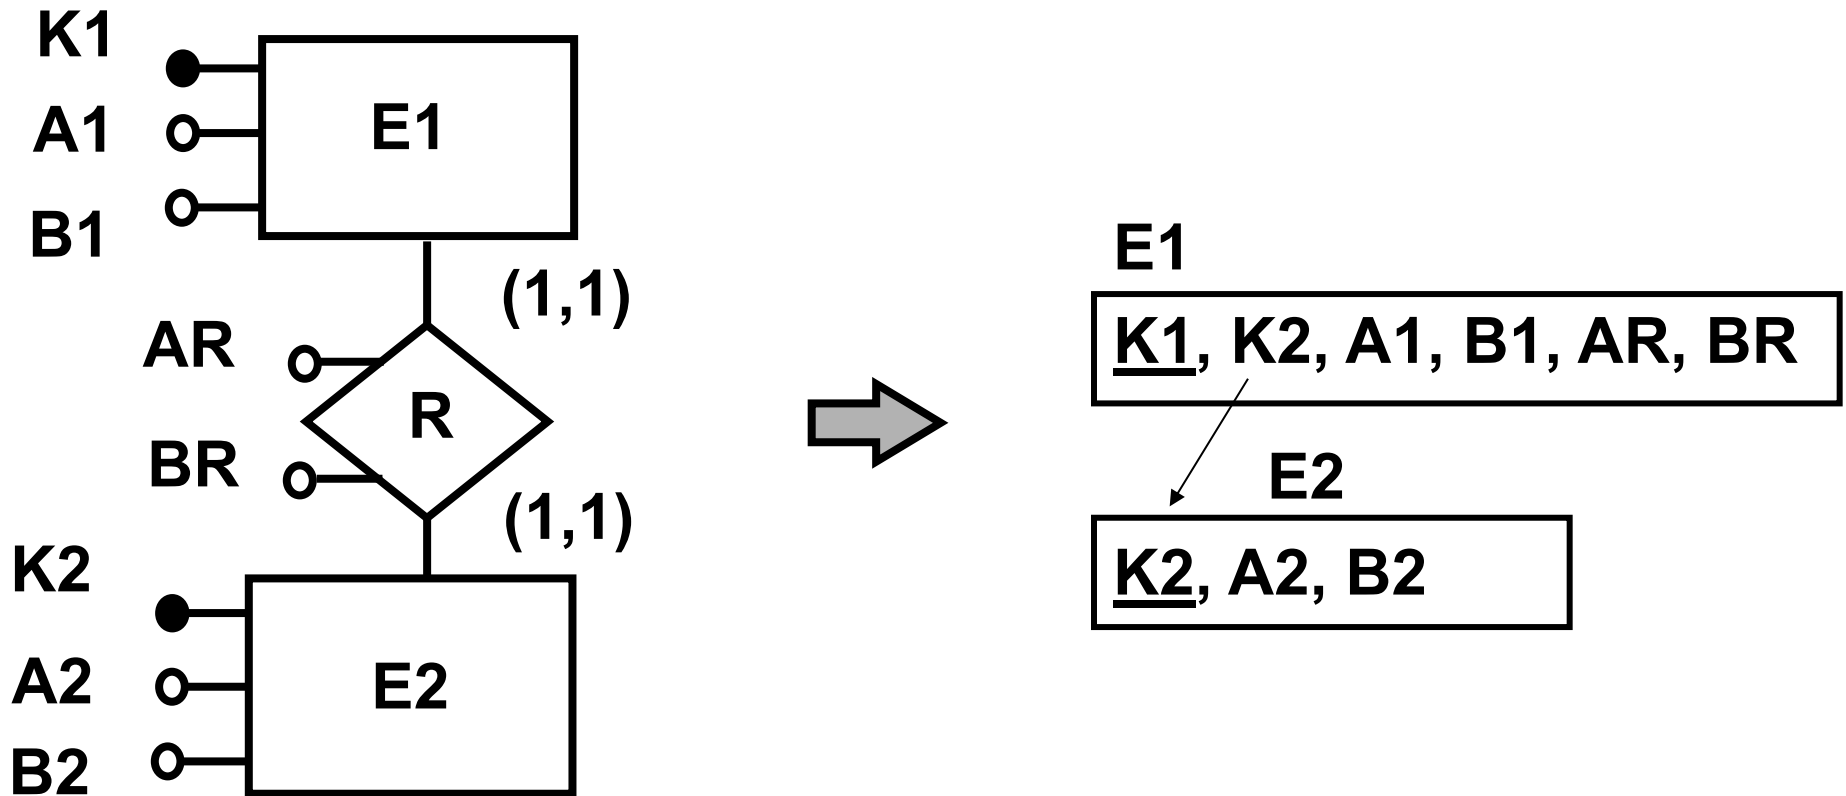 K1
A1
B1
E1
(1,1)
AR
BR
R
(1,1)
K2
A2
B2
E2
E1
K1, K2, A1, B1, AR, BR
E2
K2, A2, B2